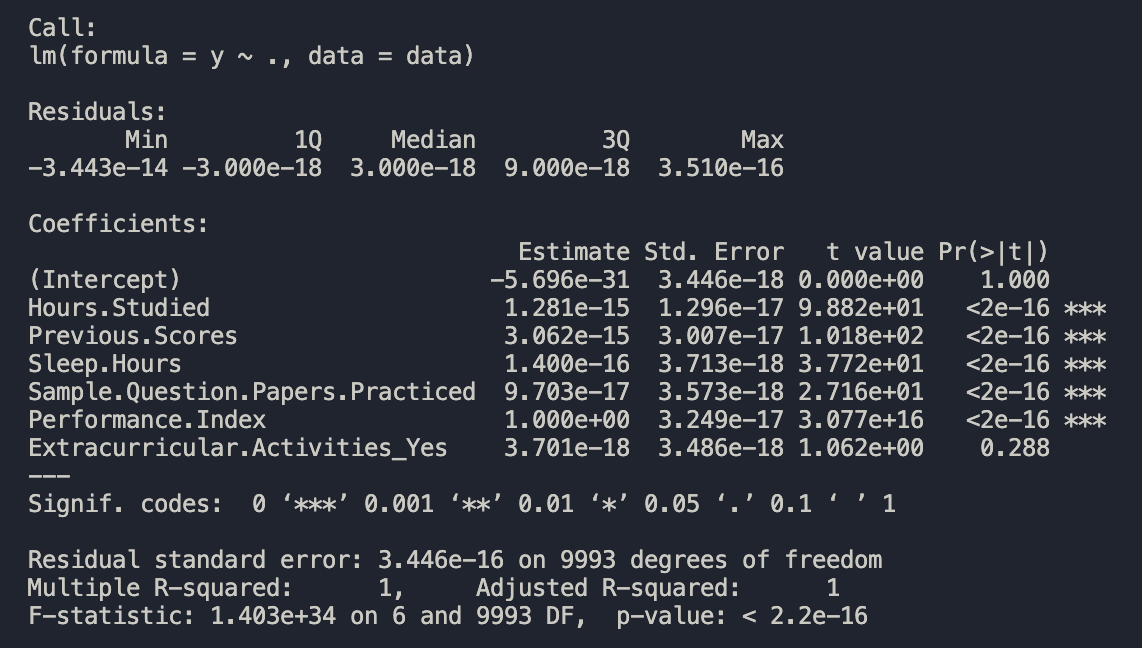 Call:
lm(formula = y ~ ., data = data)
Residuals:
Min 1Q Median 3Q Max
-3.443e-14 -3.000e-18 3.000e-18 9.000e-18 3.510e-16
Coefficients:
Estimate Std. Error t value Pr(>|t|)
(Intercept) -5.696e-31 3.446e-18 0.000e+00 1.000
Hours.Studied 1.281e-15 1.296e-17 9.882e+01 <2e-16 ***
Previous.Scores 3.062e-15 3.007e-17 1.018e+02 <2e-16 ***
Sleep.Hours 1.400e-16 3.713e-18 3.772e+01 <2e-16 ***
Sample.Question.Papers.Practiced 9.703e-17 3.573e-18 2.716e+01 <2e-16 ***
Performance.Index 1.000e+00 3.249e-17 3.077e+16 <2e-16 ***
Extracurricular.Activities_Yes 3.701e-18 3.486e-18 1.062e+00 0.288
---
Signif. codes: 0 ‘***’ 0.001 ‘**’ 0.01 ‘*’ 0.05 ‘.’ 0.1 ‘ ’ 1
Residual standard error: 3.446e-16 on 9993 degrees of freedom
Multiple R-squared: 1, Adjusted R-squared: 1
F-statistic: 1.403e+34 on 6 and 9993 DF, p-value: < 2.2e-16